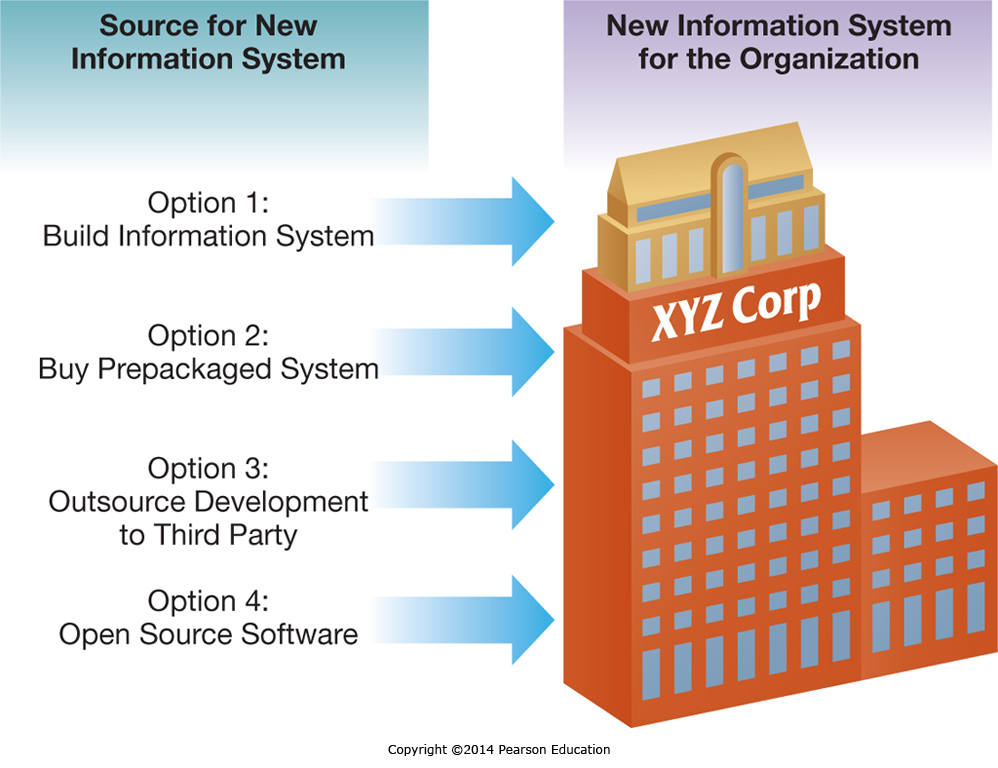 Source for New
Information System
New Information System
for the Organization
Option 1:
Build Information System
Option 2:
Buy Prepackaged System
Option 3:
Outsource Development
to Third Party
Option 4:
Open Source Software
XYZ Corp
Copyright ©2014 Pearson Education